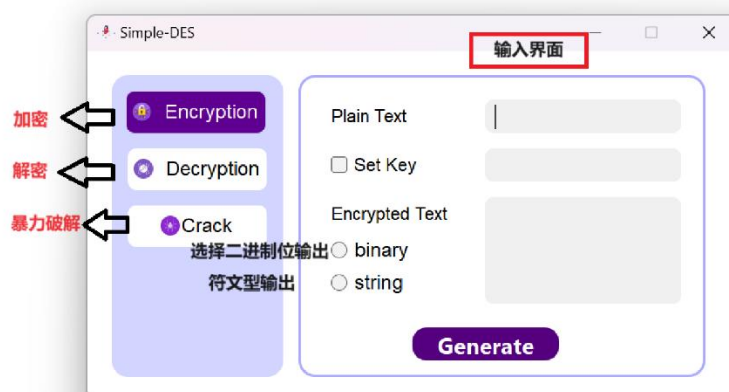 Simple-DES
输入界面
加密
Encryption
Plain Text
解密
Decryption
Set Key
暴力破解
Crack
Encrypted Text
选择二进制位输出
binary
符文型输出
string
Generate